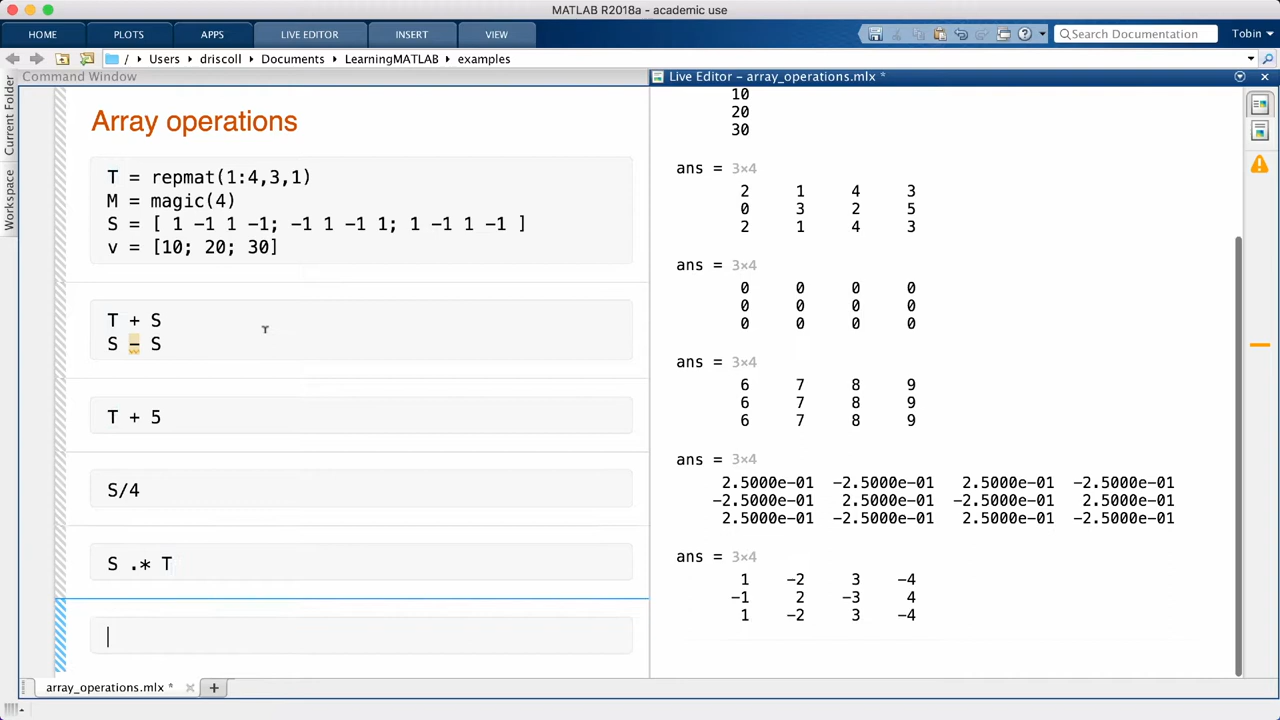 MATLAB R2018a - academic use
HOME PLOTS APPS LIVE EDITOR INSERT VIEW Search Documentation Tobin
Users driscoll Documents LearningMATLAB examples
Current Folder
Workspace
Command Window
Array operations
T = repmat(1:4,3,1)
M = magic(4)
S = [ 1 -1 1 -1; -1 1 -1 1; 1 -1 1 -1 ]
v = [10; 20; 30]
T + S
S - S
T + 5
S/4
S .* T
array_operations.mlx *
Live Editor - array_operations.mlx *
10
20
30
ans = 3×4
2 1 4 3
0 3 2 5
2 1 4 3
ans = 3×4
0 0 0 0
0 0 0 0
0 0 0 0
ans = 3×4
6 7 8 9
6 7 8 9
6 7 8 9
ans = 3×4
2.5000e-01 -2.5000e-01 2.5000e-01 -2.5000e-01
-2.5000e-01 2.5000e-01 -2.5000e-01 2.5000e-01
2.5000e-01 -2.5000e-01 2.5000e-01 -2.5000e-01
ans = 3×4
1 -2 3 -4
-1 2 -3 4
1 -2 3 -4